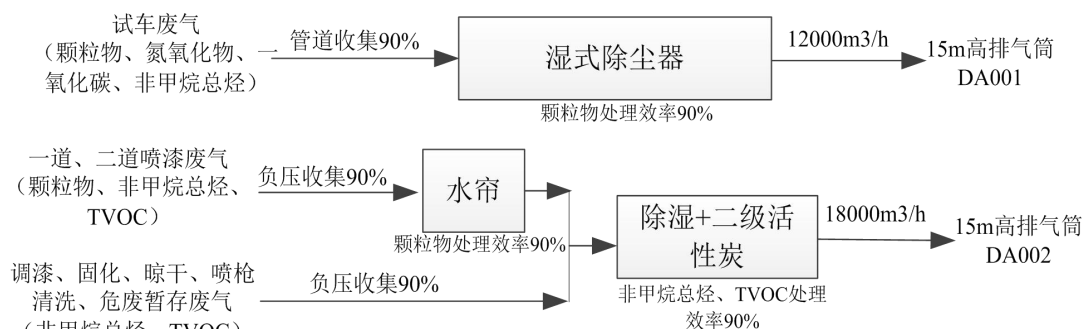 试车废气
（颗粒物、氮氧化物、一
氧化碳、非甲烷总烃）
管道收集90%
湿式除尘器
颗粒物处理效率90%
12000m3/h
15m高排气筒
DA001
一道、二道喷漆废气
（颗粒物、非甲烷总烃、
TVOC）
负压收集90%
水帘
颗粒物处理效率90%
除湿+二级活
性炭
非甲烷总烃、TVOC处理
效率90%
18000m3/h
15m高排气筒
DA002
调漆、固化、晾干、喷枪
清洗、危废暂存废气
（非甲烷总烃、TVOC）
负压收集90%